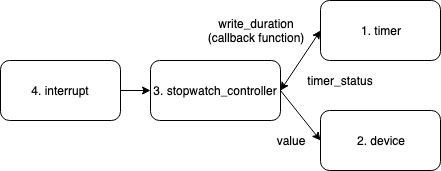 write_duration
(callback function)
1. timer
timer_status
4. interrupt
3. stopwatch_controller
value
2. device